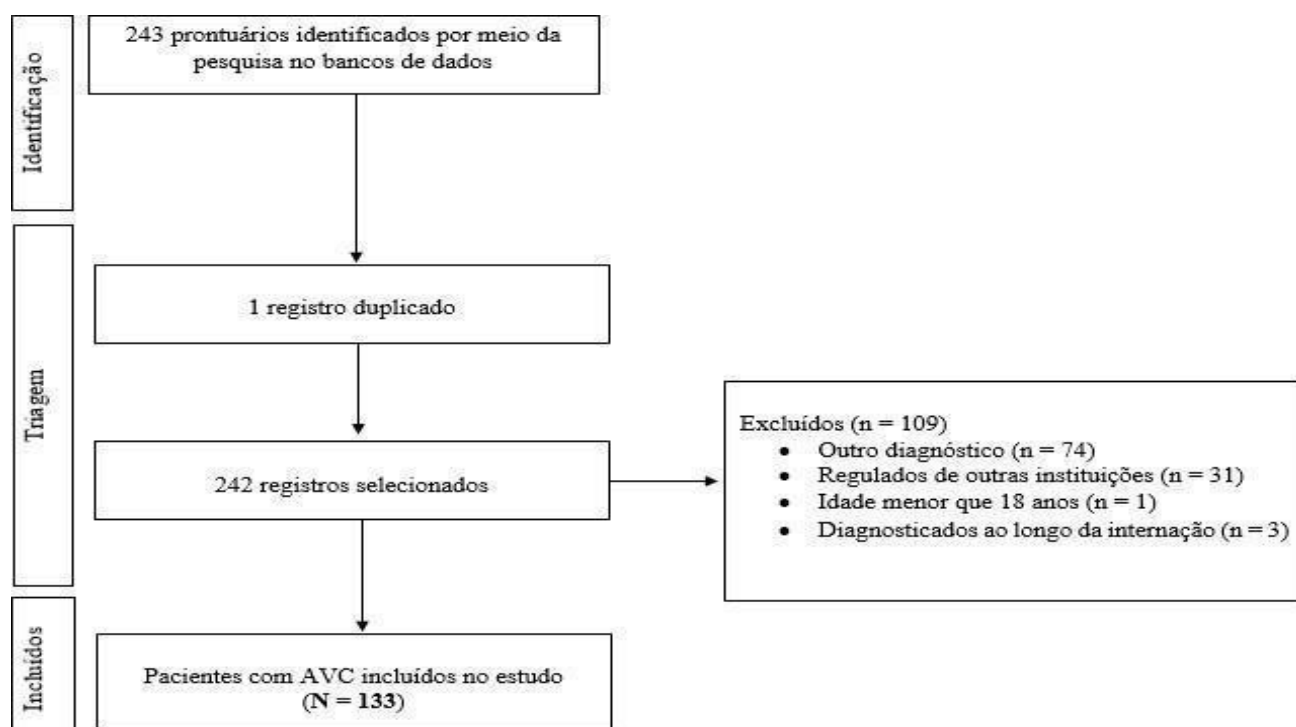 Identificação
243 prontuários identificados por meio da
pesquisa no bancos de dados
Triagem
1 registro duplicado
242 registros selecionados
Excluídos (n = 109)
• Outro diagnóstico (n = 74)
• Regulados de outras instituições (n = 31)
• Idade menor que 18 anos (n = 1)
• Diagnosticados ao longo da internação (n = 3)
Incluídos
Pacientes com AVC incluídos no estudo
(N = 133)